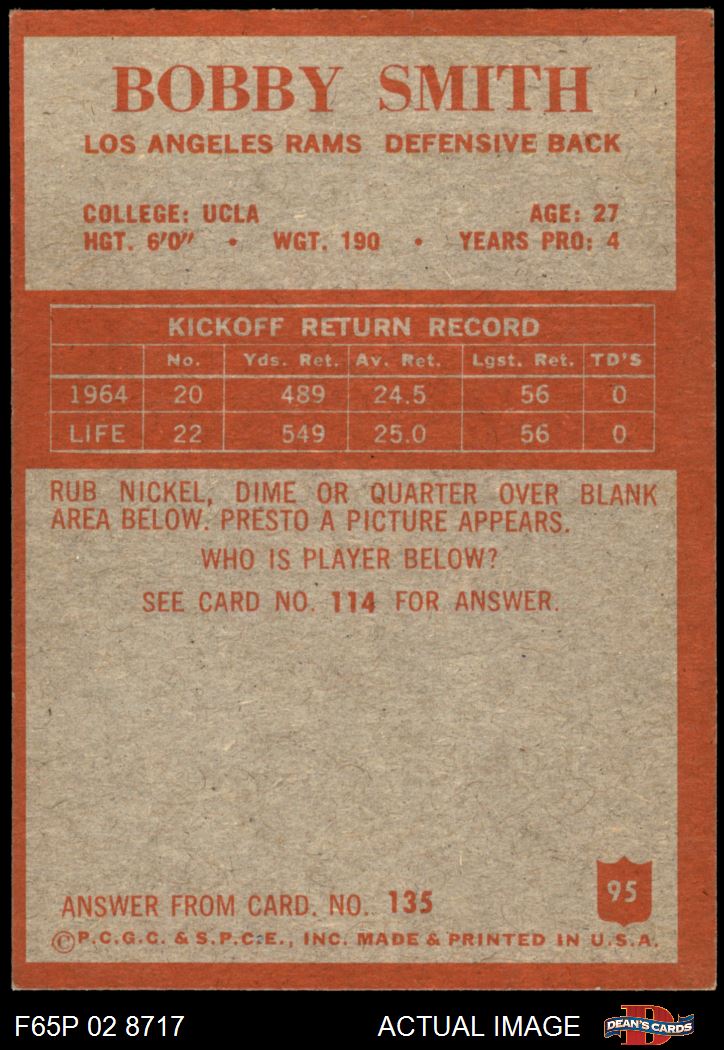 BOBBY SMITH
LOS ANGELES RAMS DEFENSIVE BACK
COLLEGE: UCLA AGE: 27
HGT. 6'0" • WGT. 190 • YEARS PRO: 4
KICKOFF RETURN RECORD
No. Yds. Ret. Av. Ret. Lgst. Ret. TD'S
1964 20 489 24.5 56 0
LIFE 22 549 25.0 56 0
RUB NICKEL, DIME OR QUARTER OVER BLANK
AREA BELOW. PRESTO A PICTURE APPEARS.
WHO IS PLAYER BELOW?
SEE CARD NO. 114 FOR ANSWER.
95
ANSWER FROM CARD. NO. 135
©P.C.G.C. & S.P.C.E., INC. MADE & PRINTED IN U.S.A.
F65P 02 8717 ACTUAL IMAGE
D
DEAN'S CARDS